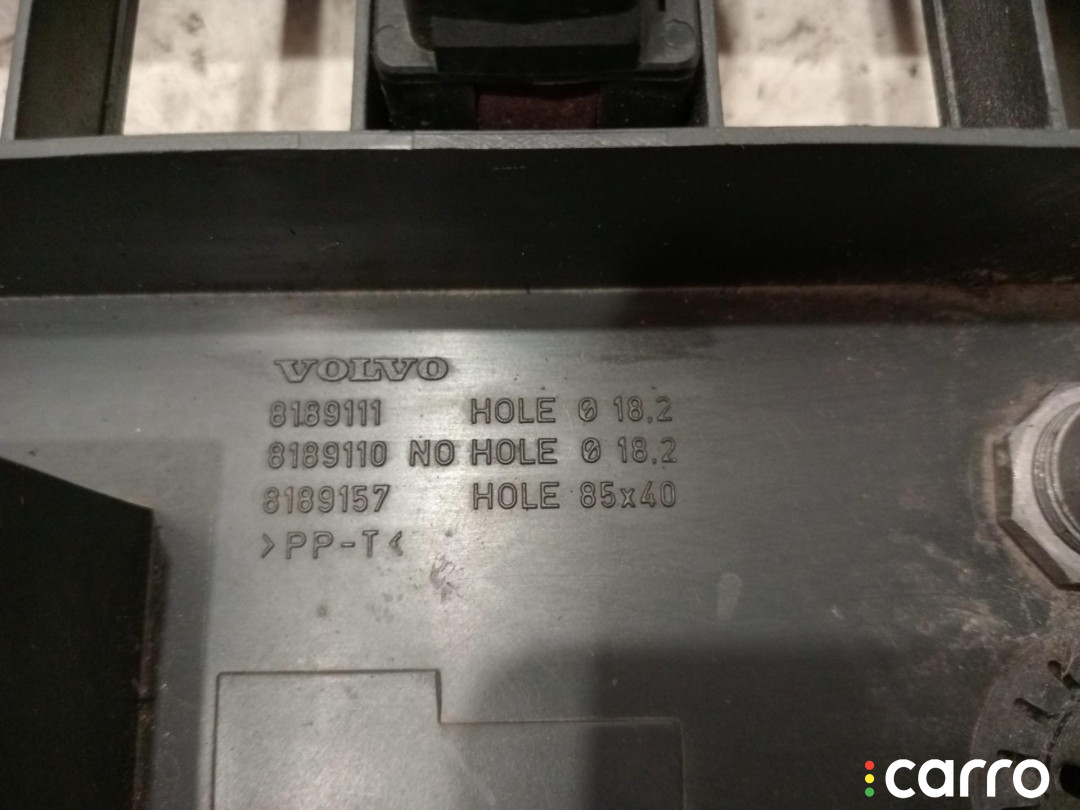 VOLVO
8189111 HOLE Ø 18,2
8189110 NO HOLE Ø 18,2
8189157 HOLE 85x40
>PP-T<
carro